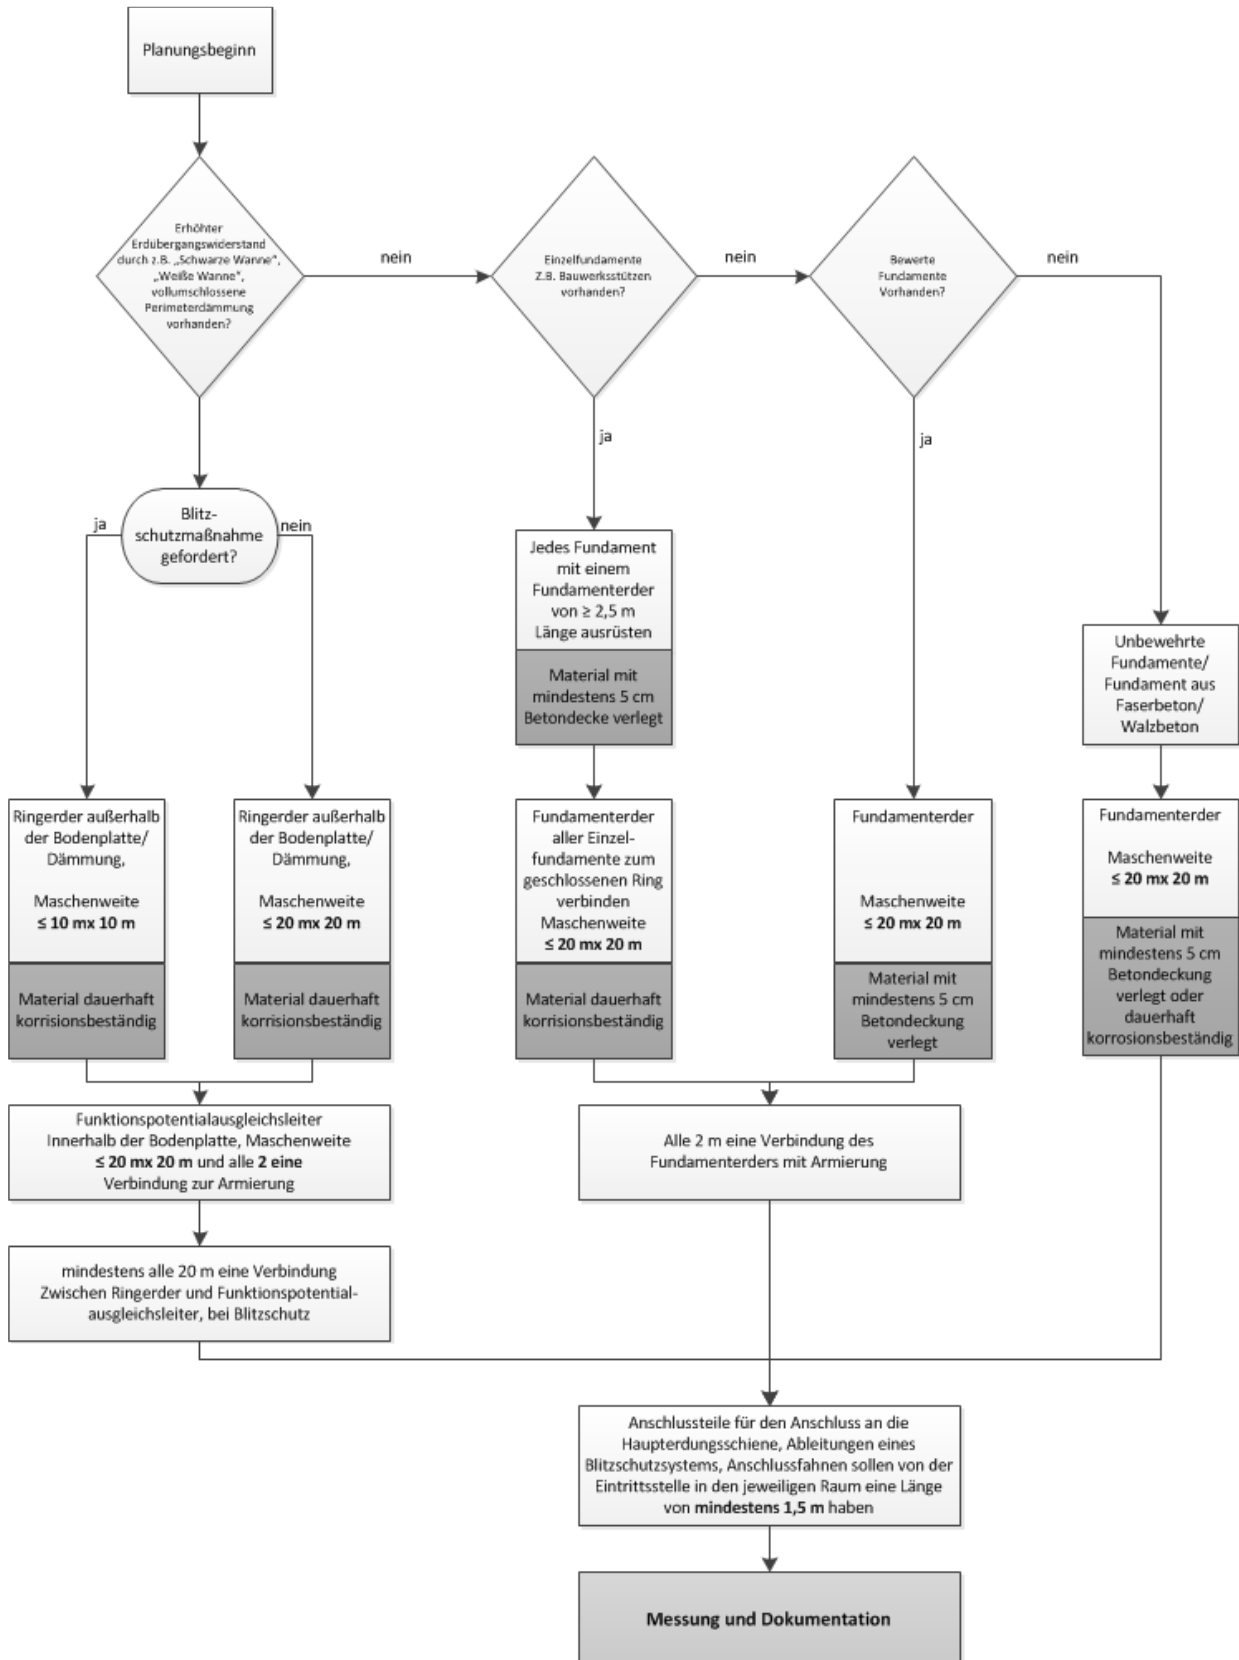 Planungsbeginn
Erhöhter
Erdübergangswiderstand
durch z.B. „Schwarze Wanne“,
„Weiße Wanne“,
vollumschlossene
Perimeterdämmung
vorhanden?
nein
Einzelfundamente
Z.B. Bauwerksstützen
vorhanden?
nein
Bewerte
Fundamente
Vorhanden?
nein
ja
ja
Blitz-
schutzmaßnahme
gefordert?
ja
nein
Jedes Fundament
mit einem
Fundamenterder
von ≥ 2,5 m
Länge ausrüsten
Material mit
mindestens 5 cm
Betondecke verlegt
Unbewehrte
Fundamente/
Fundament aus
Faserbeton/
Walzbeton
Ringerder außerhalb
der Bodenplatte/
Dämmung,
Maschenweite
≤ 10 mx 10 m
Material dauerhaft
korrisionsbeständig
Ringerder außerhalb
der Bodenplatte/
Dämmung,
Maschenweite
≤ 20 mx 20 m
Material dauerhaft
korrisionsbeständig
Fundamenterder
aller Einzel-
fundamente zum
geschlossenen Ring
verbinden
Maschenweite
≤ 20 mx 20 m
Material dauerhaft
korrisionsbeständig
Fundamenterder
Maschenweite
≤ 20 mx 20 m
Material mit
mindestens 5 cm
Betondeckung
verlegt
Fundamenterder
Maschenweite
≤ 20 mx 20 m
Material mit
mindestens 5 cm
Betondeckung
verlegt oder
dauerhaft
korrosionsbeständig
Funktionspotentialausgleichsleiter
Innerhalb der Bodenplatte, Maschenweite
≤ 20 mx 20 m und alle 2 eine
Verbindung zur Armierung
Alle 2 m eine Verbindung des
Fundamenterders mit Armierung
mindestens alle 20 m eine Verbindung
Zwischen Ringerder und Funktionspotential-
ausgleichsleiter, bei Blitzschutz
Anschlussteile für den Anschluss an die
Haupterdungsschiene, Ableitungen eines
Blitzschutzsystems, Anschlussfahnen sollen von der
Eintrittsstelle in den jeweiligen Raum eine Länge
von mindestens 1,5 m haben
Messung und Dokumentation